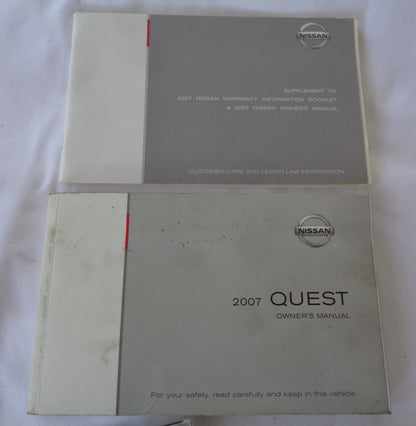 NISSAN
SUPPLEMENT TO
2007 NISSAN WARRANTY INFORMATION BOOKLET
& 2007 NISSAN OWNER'S MANUAL
CUSTOMER CARE AND LEMON LAW INFORMATION
NISSAN
2007 QUEST
OWNER'S MANUAL
For your safety, read carefully and keep in this vehicle.